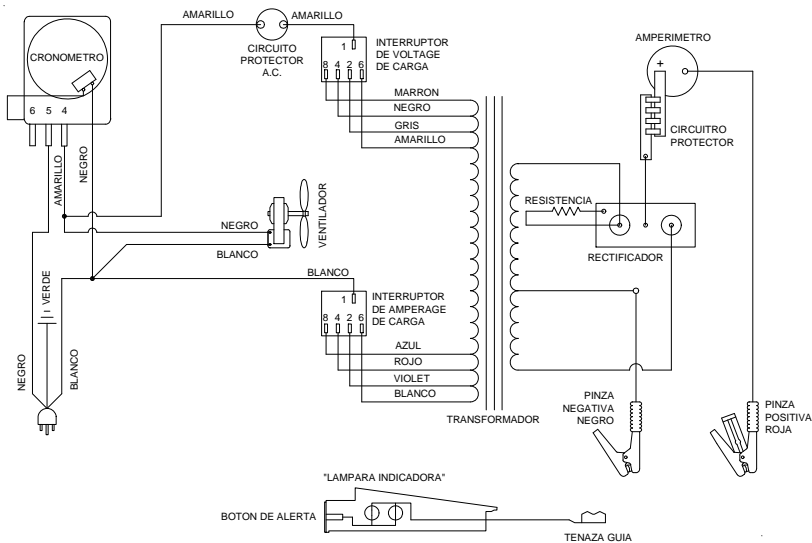 AMARILLO
AMARILLO
CRONOMETRO
CIRCUITO
PROTECTOR
A.C.
1
8 4 2 6
INTERRUPTOR
DE VOLTAGE
DE CARGA
AMPERIMETRO
+
6 5 4
MARRON
NEGRO
GRIS
AMARILLO
CIRCUITRO
PROTECTOR
AMARILLO
NEGRO
RESISTENCIA
RECTIFICADOR
NEGRO
BLANCO
VENTILADOR
VERDE
BLANCO
1
8 4 2 6
INTERRUPTOR
DE AMPERAGE
DE CARGA
AZUL
ROJO
VIOLET
BLANCO
NEGRO
BLANCO
TRANSFORMADOR
PINZA
NEGATIVA
NEGRO
PINZA
POSITIVA
ROJA
"LAMPARA INDICADORA"
BOTON DE ALERTA
TENAZA GUIA